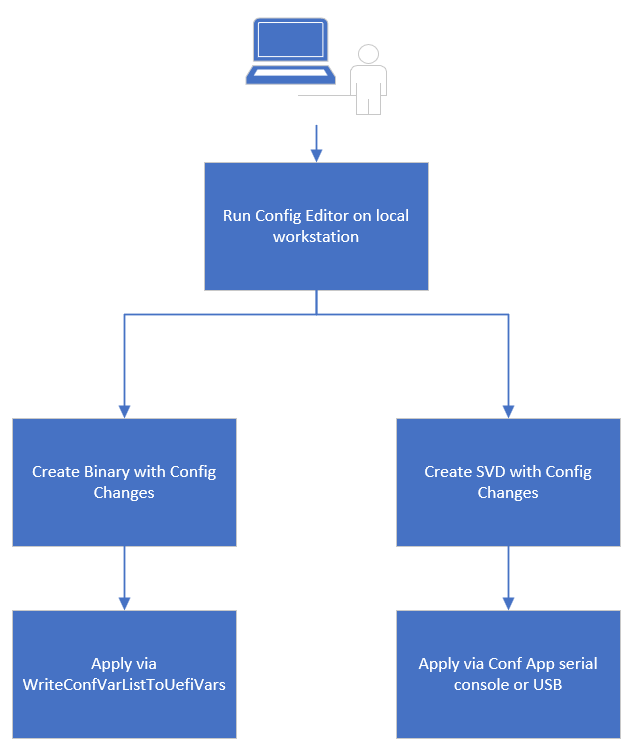 Run Config Editor on local
workstation
Create Binary with Config
Changes
Create SVD with Config
Changes
Apply via
WriteConfVarListToUefiVars
Apply via Conf App serial
console or USB